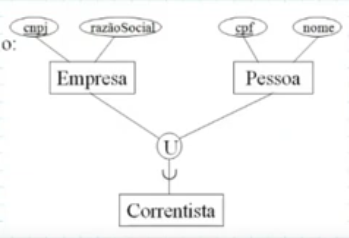 cnpj razãoSocial cpf nome
o:
Empresa Pessoa
U
Correntista